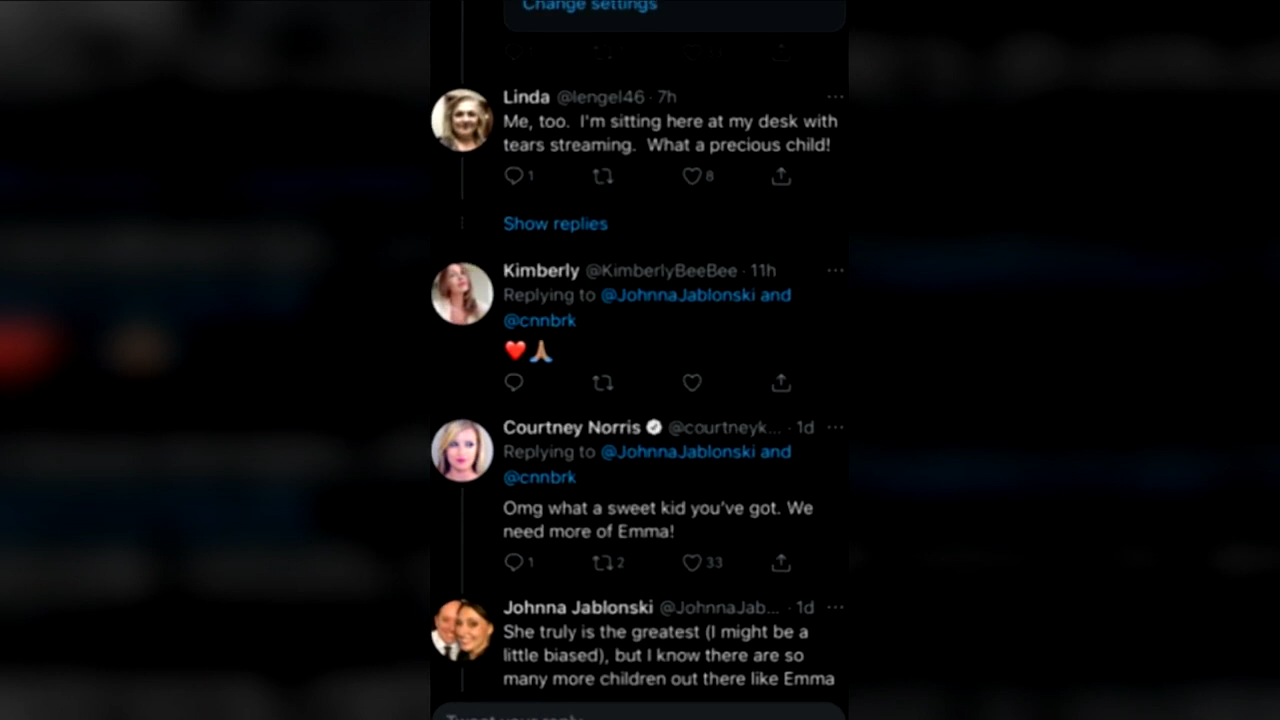 Change settings
Linda @lengel46 · 7h
Me, too. I'm sitting here at my desk with
tears streaming. What a precious child!
1 8
Show replies
Kimberly @KimberlyBeeBee · 11h
Replying to @JohnnaJablonski and
@cnnbrk
❤️🙏🏽
Courtney Norris @courtneyk... · 1d
Replying to @JohnnaJablonski and
@cnnbrk
Omg what a sweet kid you've got. We
need more of Emma!
1 2 33
Johnna Jablonski @JohnnaJab... · 1d
She truly is the greatest (I might be a
little biased), but I know there are so
many more children out there like Emma
Tweet your reply